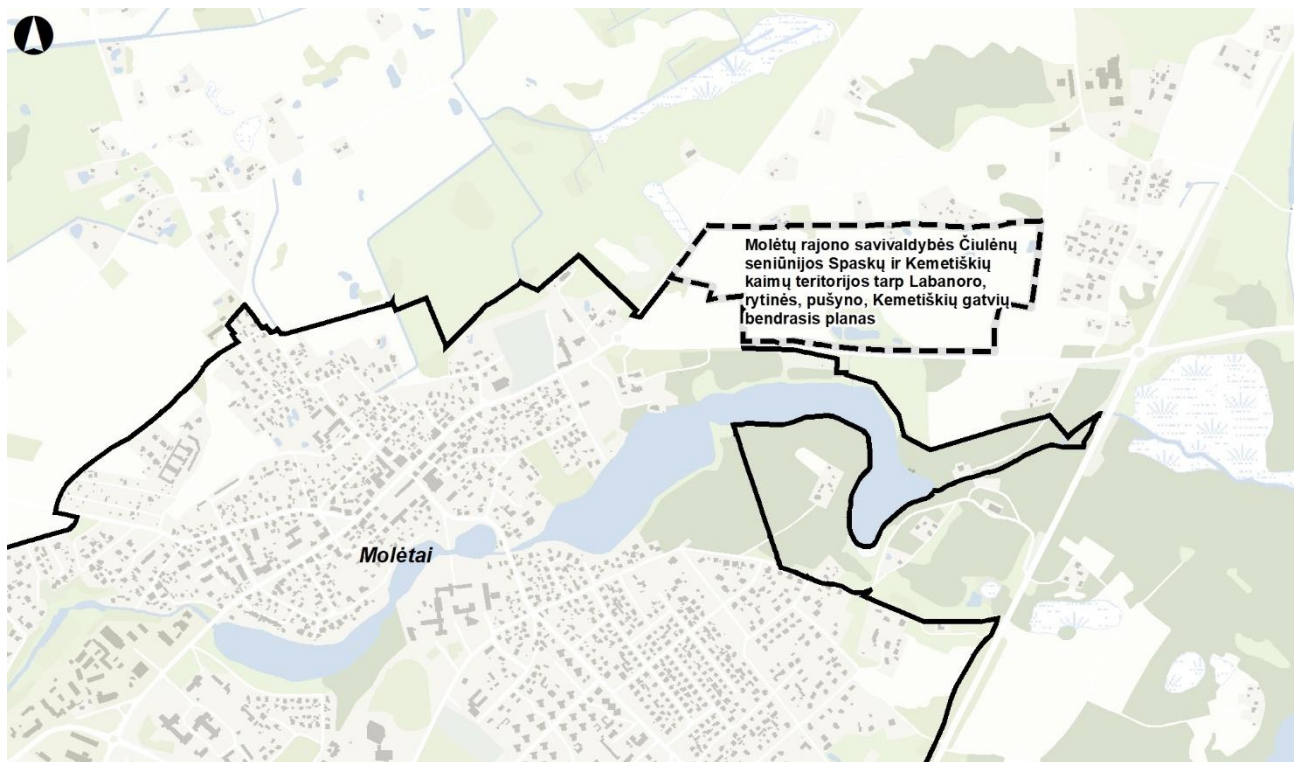 Molėtų rajono savivaldybės Čiulėnų
seniūnijos Spaskų ir Kemetiškių
kaimų teritorijos tarp Labanoro,
rytinės, pušyno, Kemetiškių gatvių
bendrasis planas
Molėtai